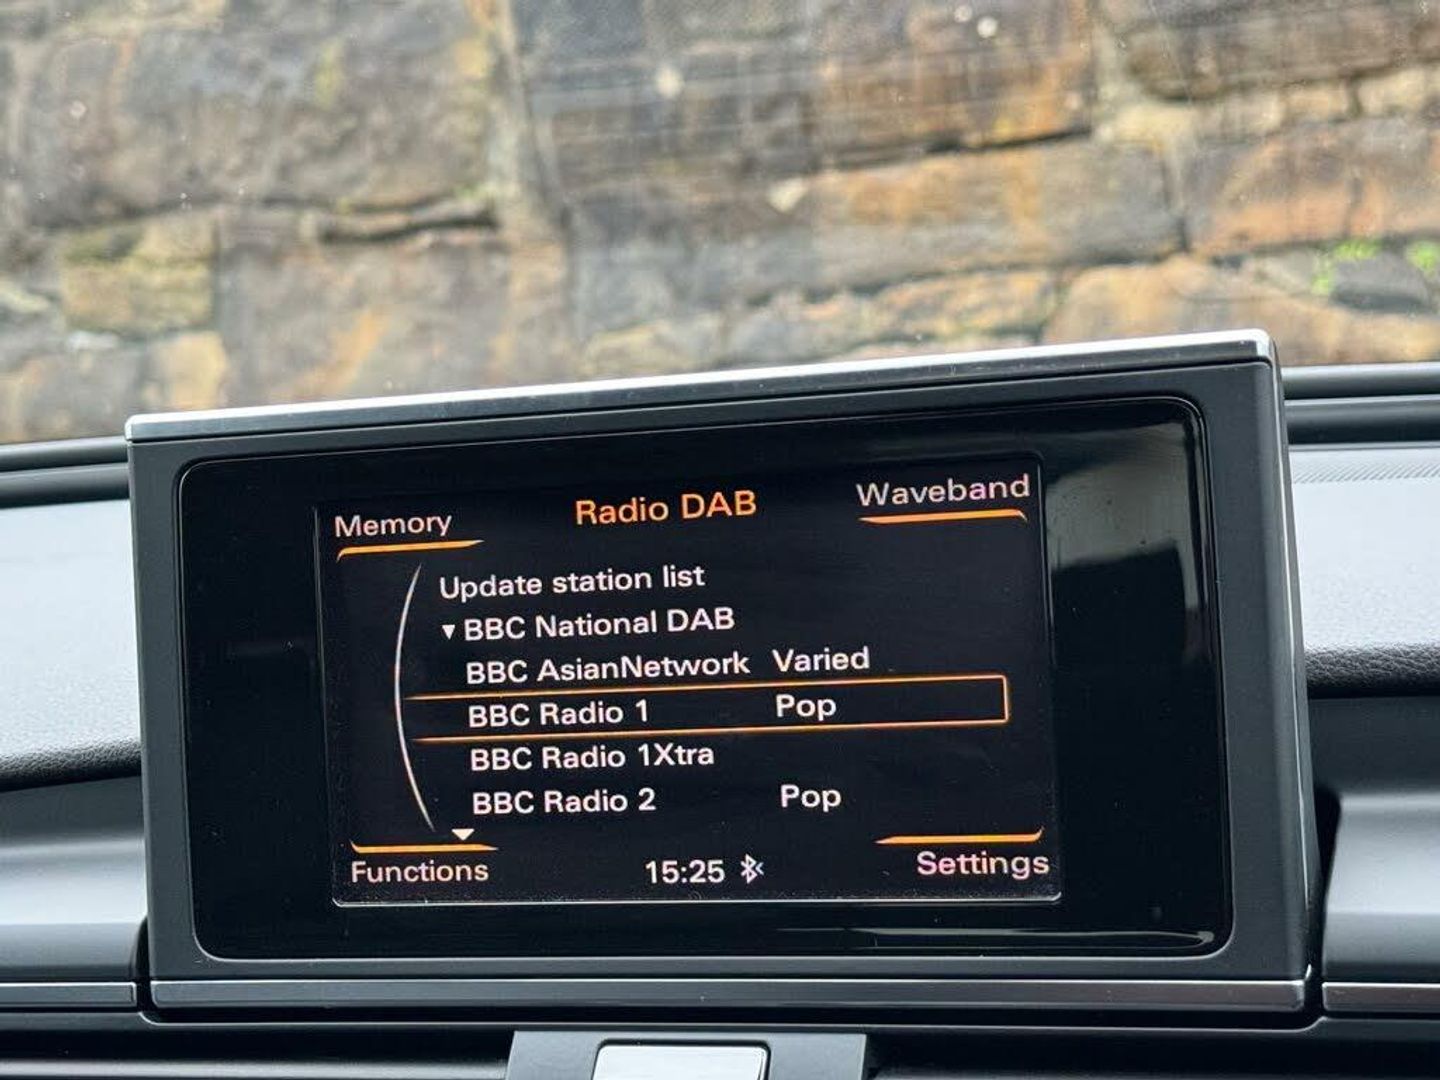 Memory Radio DAB Waveband
Update station list
▼ BBC National DAB
BBC AsianNetwork Varied
BBC Radio 1 Pop
BBC Radio 1Xtra
BBC Radio 2 Pop
Functions 15:25 Settings